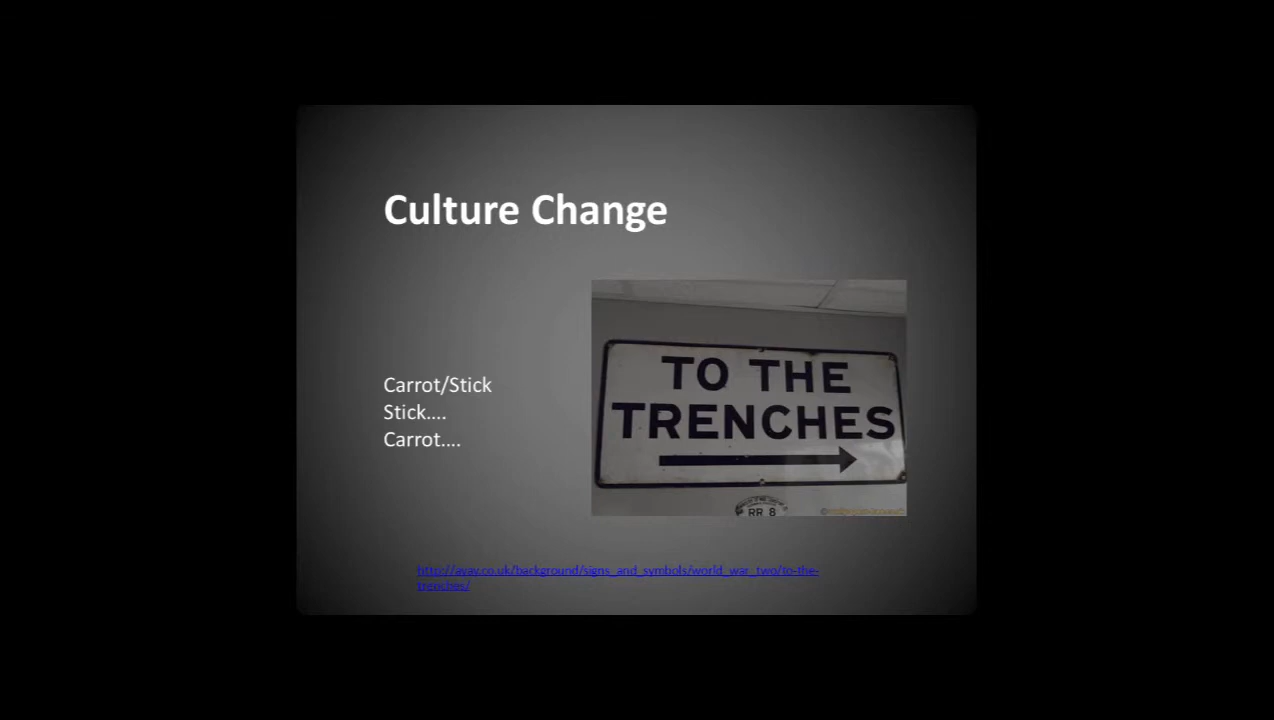 Culture Change
Carrot/Stick
Stick....
Carrot....
TO THE
TRENCHES
RR 8
http://ayay.co.uk/background/signs_and_symbols/world_war_two/to-the-
trenches/